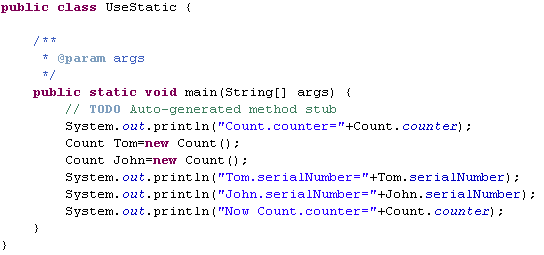 public class UseStatic {
/**
* @param args
*/
public static void main(String[] args) {
// TODO Auto-generated method stub
System.out.println("Count.counter="+Count.counter);
Count Tom=new Count();
Count John=new Count();
System.out.println("Tom.serialNumber="+Tom.serialNumber);
System.out.println("John.serialNumber="+John.serialNumber);
System.out.println("Now Count.counter="+Count.counter);
}
}